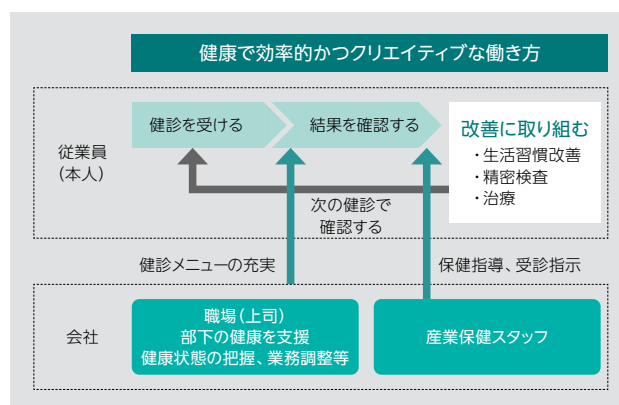 健康で効率的かつクリエイティブな働き方
従業員
(本人)
健診を受ける
結果を確認する
改善に取り組む
・生活習慣改善
・精密検査
・治療
次の健診で
確認する
健診メニューの充実
保健指導、受診指示
会社
職場(上司)
部下の健康を支援
健康状態の把握、業務調整等
産業保健スタッフ